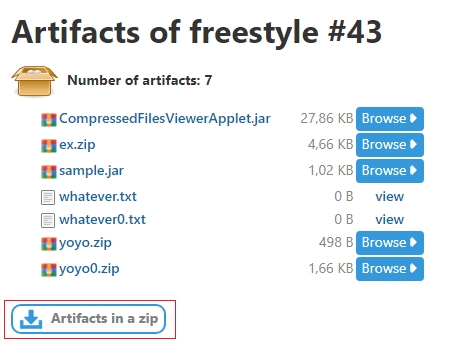 Artifacts of freestyle #43
Number of artifacts: 7
CompressedFilesViewerApplet.jar 27,86 KB Browse
ex.zip 4,66 KB Browse
sample.jar 1,02 KB Browse
whatever.txt 0 B view
whatever0.txt 0 B view
yoyo.zip 498 B Browse
yoyo0.zip 1,66 KB Browse
Artifacts in a zip